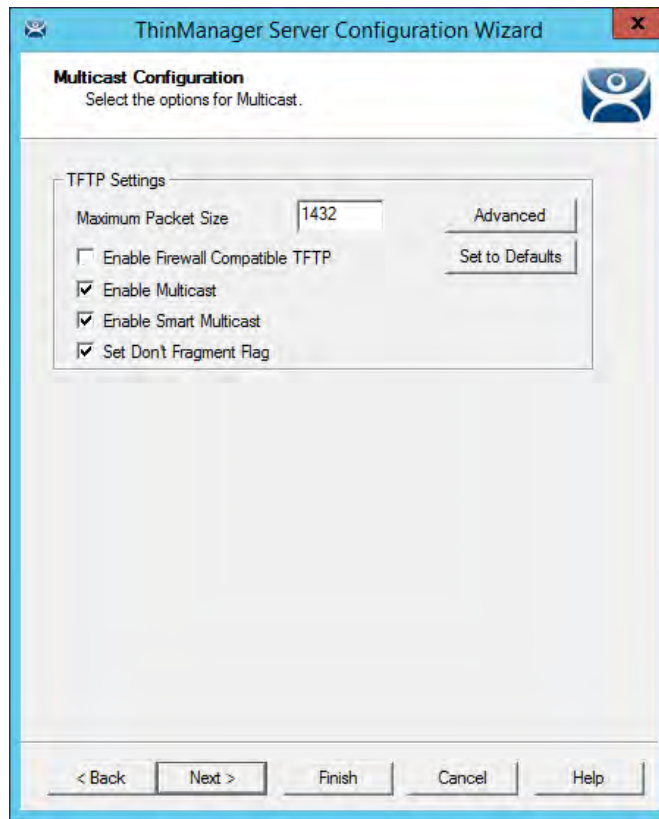 ThinManager Server Configuration Wizard
x
Multicast Configuration
Select the options for Multicast.
TFTP Settings
Maximum Packet Size 1432 Advanced
Enable Firewall Compatible TFTP Set to Defaults
Enable Multicast
Enable Smart Multicast
Set Don't Fragment Flag
< Back Next > Finish Cancel Help